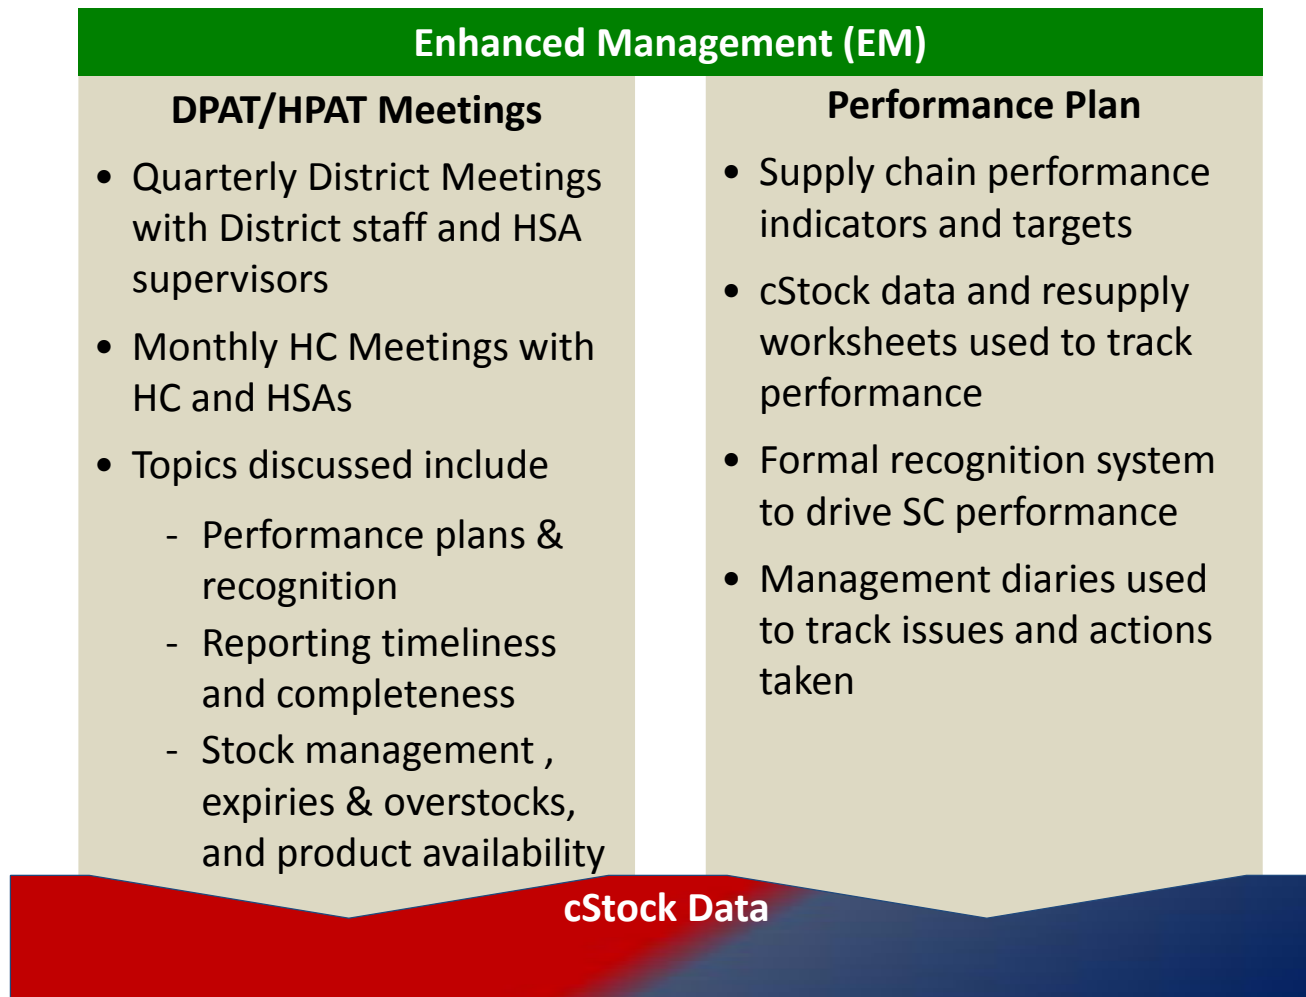 Enhanced Management (EM)
DPAT/HPAT Meetings
• Quarterly District Meetings
with District staff and HSA
supervisors
• Monthly HC Meetings with
HC and HSAs
• Topics discussed include
- Performance plans &
recognition
- Reporting timeliness
and completeness
- Stock management ,
expiries & overstocks,
and product availability
Performance Plan
• Supply chain performance
indicators and targets
• cStock data and resupply
worksheets used to track
performance
• Formal recognition system
to drive SC performance
• Management diaries used
to track issues and actions
taken
cStock Data